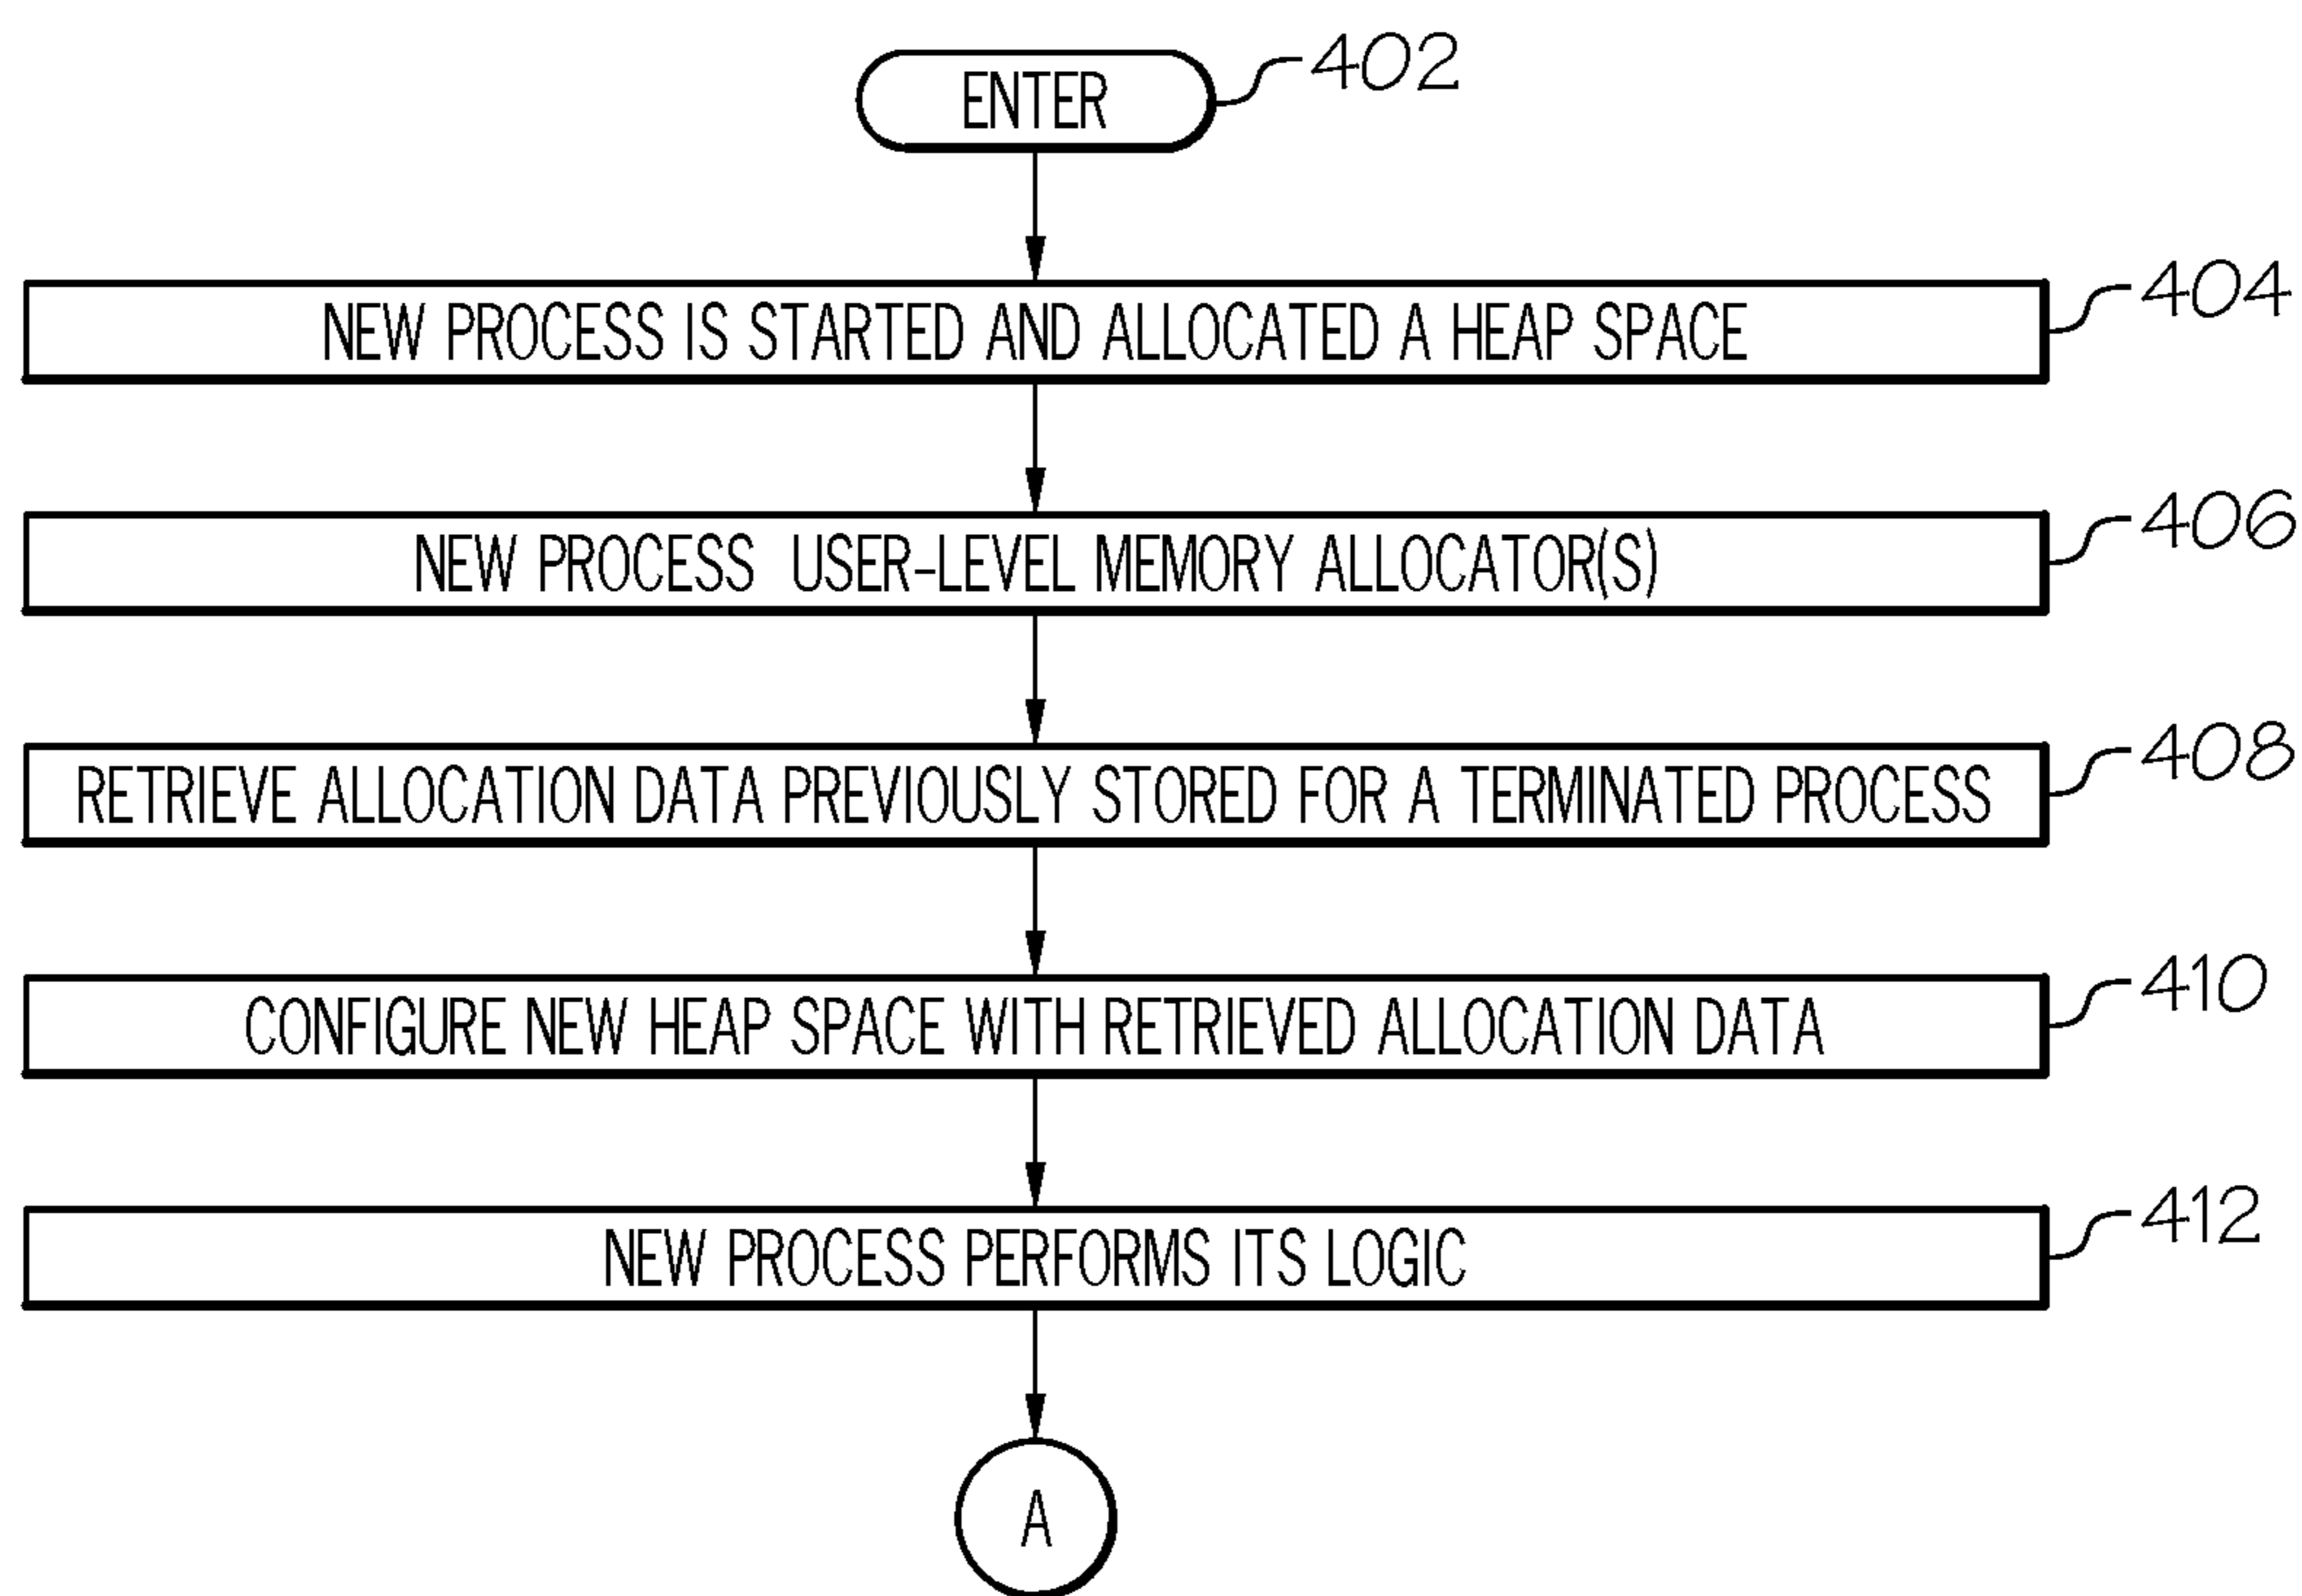 ENTER
402
NEW PROCESS IS STARTED AND ALLOCATED A HEAP SPACE
404
NEW PROCESS USER-LEVEL MEMORY ALLOCATOR(S)
406
RETRIEVE ALLOCATION DATA PREVIOUSLY STORED FOR A TERMINATED PROCESS
408
CONFIGURE NEW HEAP SPACE WITH RETRIEVED ALLOCATION DATA
410
NEW PROCESS PERFORMS ITS LOGIC
412
A